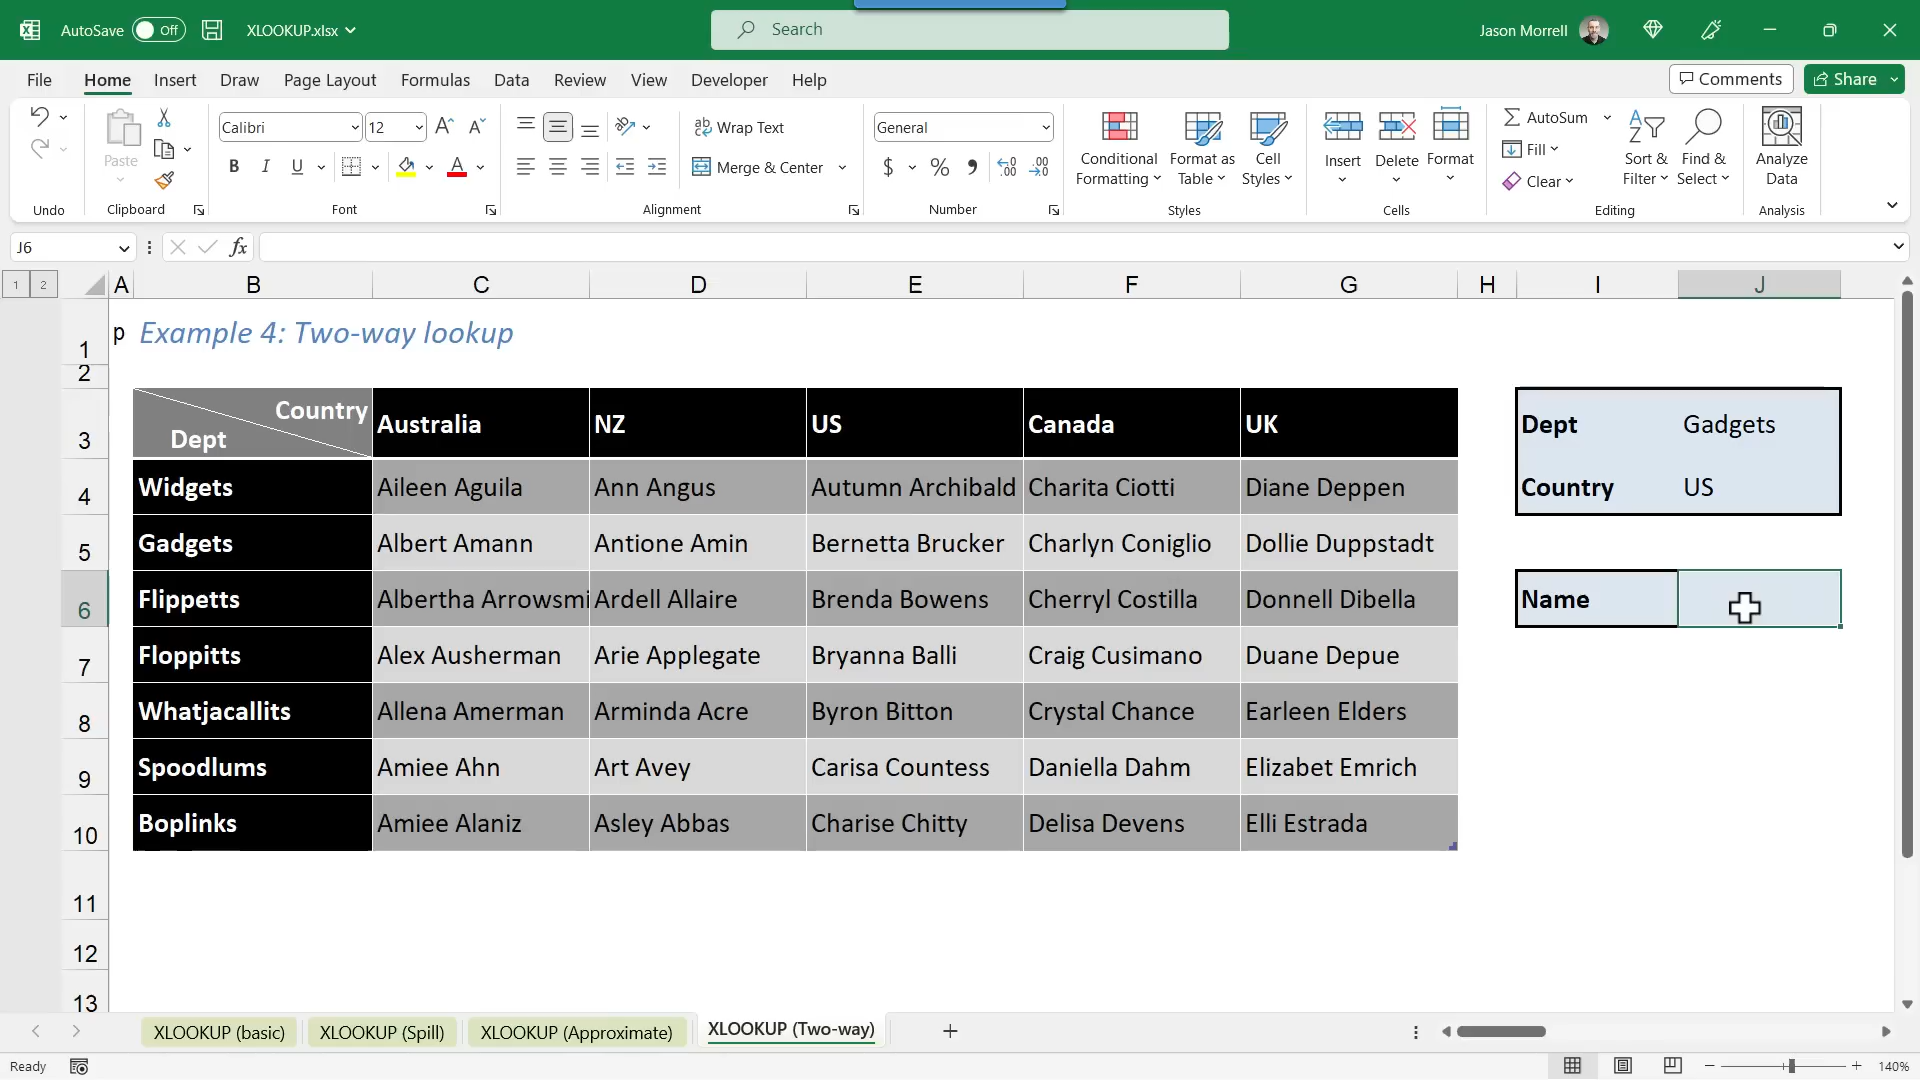 AutoSave Off XLOOKUP.xlsx Search Jason Morrell
File Home Insert Draw Page Layout Formulas Data Review View Developer Help Comments Share
Calibri 12 Wrap Text General AutoSum
Paste B I U A Merge & Center $ % Conditional Formatting Format as Table Cell Styles Insert Delete Format Fill Clear Sort & Filter Find & Select Analyze Data
Undo Clipboard Font Alignment Number Styles Cells Editing Analysis
J6 fx
1 2 A B C D E F G H I J
1 p Example 4: Two-way lookup
2
3 Country Dept Australia NZ US Canada UK Dept Gadgets
4 Widgets Aileen Aguila Ann Angus Autumn Archibald Charita Ciotti Diane Deppen Country US
5 Gadgets Albert Amann Antione Amin Bernetta Brucker Charlyn Coniglio Dollie Duppstadt
6 Flippetts Albertha Arrowsmi Ardell Allaire Brenda Bowens Cherryl Costilla Donnell Dibella Name
7 Floppitts Alex Ausherman Arie Applegate Bryanna Balli Craig Cusimano Duane Depue
8 Whatjacallits Allena Amerman Arminda Acre Byron Bitton Crystal Chance Earleen Elders
9 Spoodlums Amiee Ahn Art Avey Carisa Countess Daniella Dahm Elizabet Emrich
10 Boplinks Amiee Alaniz Asley Abbas Charise Chitty Delisa Devens Elli Estrada
11
12
13
XLOOKUP (basic) XLOOKUP (Spill) XLOOKUP (Approximate) XLOOKUP (Two-way)
Ready 140%